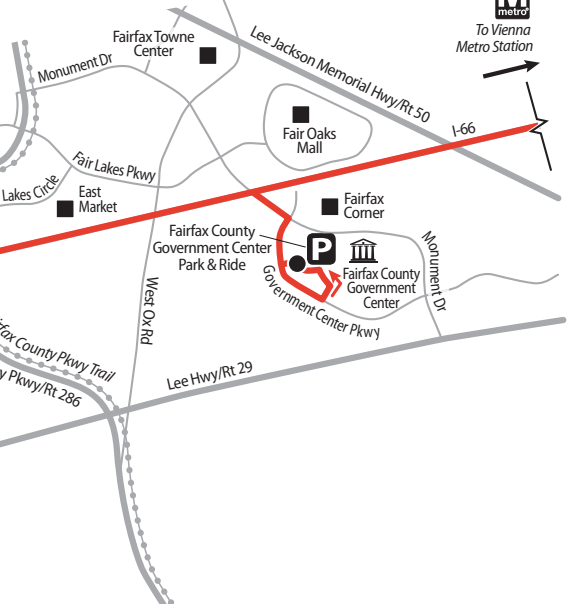 metro
To Vienna
Metro Station
Fairfax Towne
Center
Lee Jackson Memorial Hwy/Rt 50
Monument Dr
Fair Oaks
Mall
I-66
Fair Lakes Pkwy
Lakes Circle
East
Market
Fairfax
Corner
Fairfax County
Government Center
Park & Ride
P
Monument Dr
Fairfax County
Government
Center
Government Center Pkwy
West Ox Rd
fax County Pkwy Trail
y Pkwy/Rt 286
Lee Hwy/Rt 29